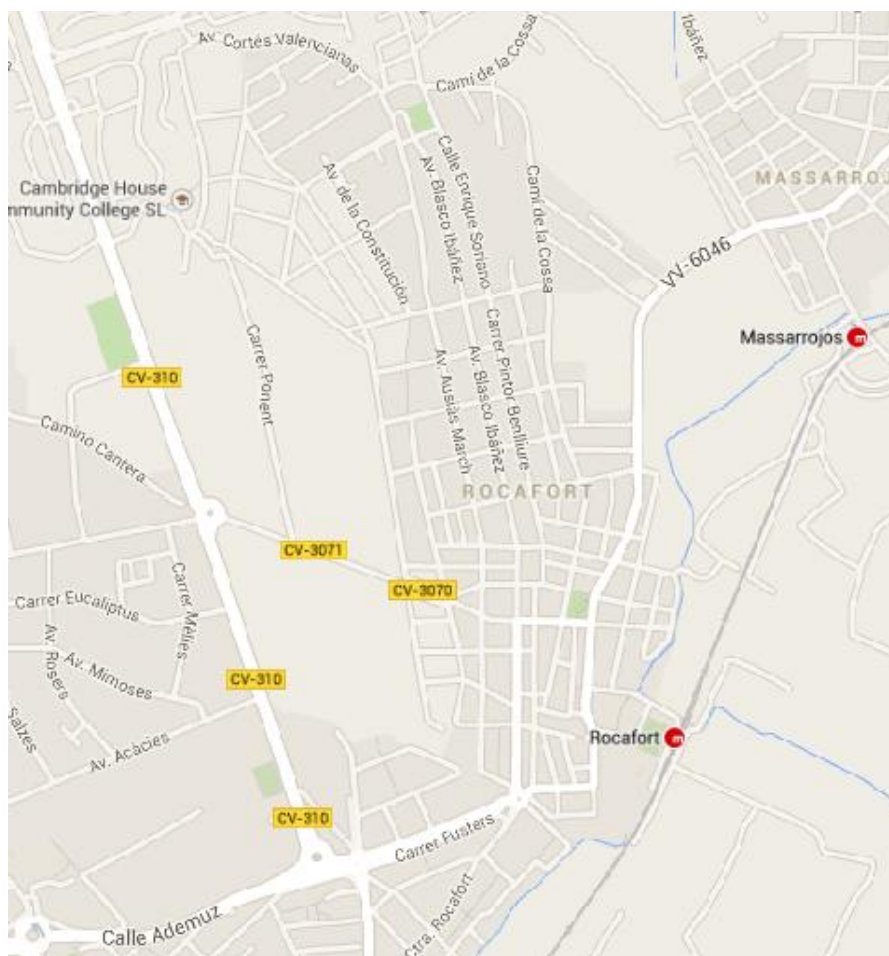 Av. Cortés Valencianas
Camí de la Cossa
Ibáñez
Cambridge House
mmunity College SL
Av. de la Constitución
Av. Blasco Ibáñez
Calle Enrique Soriano
Camí de la Cossa
MASSARROJ
VV-6046
Massarrojos
m
CV-310
Carrer Ponent
Carrer Pintor Benlliure
Av. Blasco Ibáñez
Av. Ausiàs March
Camino Cantera
ROCAFORT
CV-3071
CV-3070
Carrer Eucaliptus
Carrer Mèlies
Av. Rosers
Av. Mimoses
CV-310
Salzes
Av. Acàcies
Rocafort
m
CV-310
Carrer Fusters
Calle Ademuz
Ctra. Rocafort